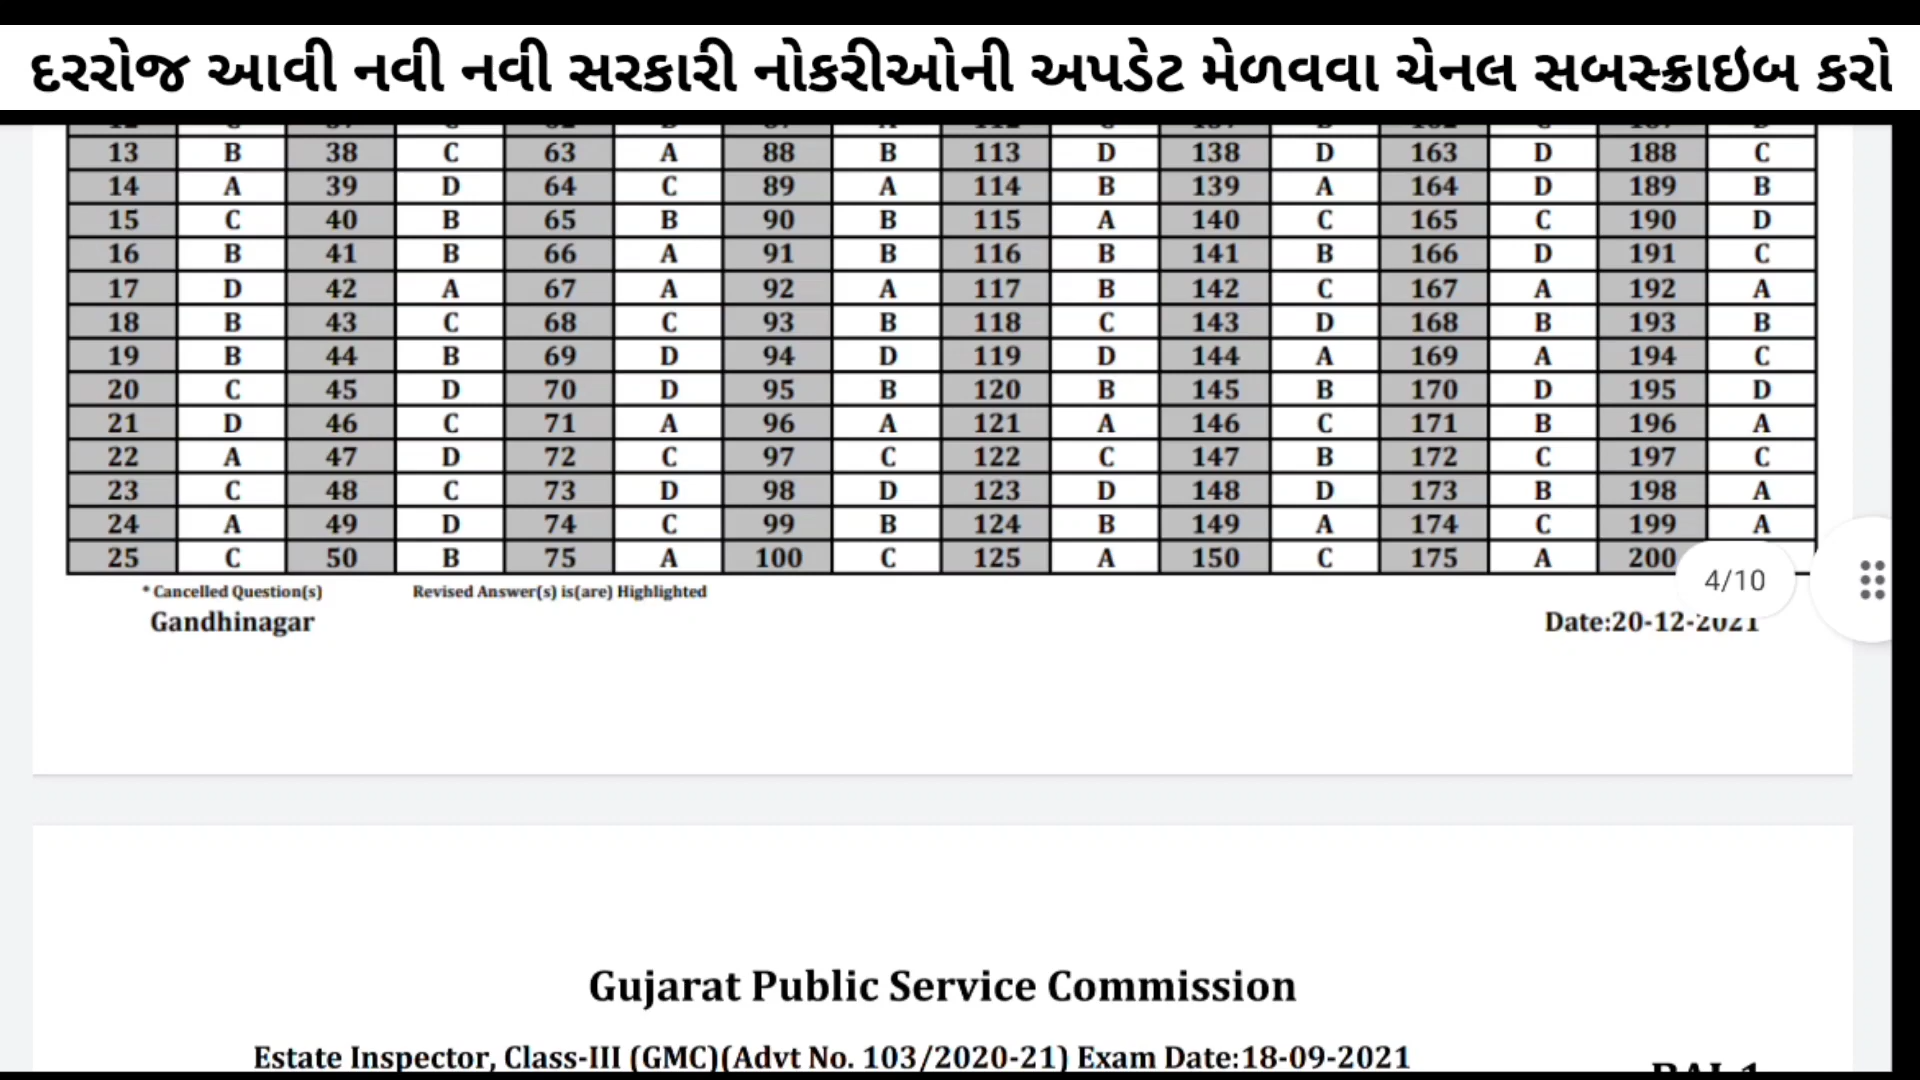 દરરોજ આવી નવી નવી સરકારી નોકરીઓની અપડેટ મેળવવા ચેનલ સબસ્ક્રાઇબ કરો
13 B 38 C 63 A 88 B 113 D 138 D 163 D 188 C
14 A 39 D 64 C 89 A 114 B 139 A 164 D 189 B
15 C 40 B 65 B 90 B 115 A 140 C 165 C 190 D
16 B 41 B 66 A 91 B 116 B 141 B 166 D 191 C
17 D 42 A 67 A 92 A 117 B 142 C 167 A 192 A
18 B 43 C 68 C 93 B 118 C 143 D 168 B 193 B
19 B 44 B 69 D 94 D 119 D 144 A 169 A 194 C
20 C 45 D 70 D 95 B 120 B 145 B 170 D 195 D
21 D 46 C 71 A 96 A 121 A 146 C 171 B 196 A
22 A 47 D 72 C 97 C 122 C 147 B 172 C 197 C
23 C 48 C 73 D 98 D 123 D 148 D 173 B 198 A
24 A 49 D 74 C 99 B 124 B 149 A 174 C 199 A
25 C 50 B 75 A 100 C 125 A 150 C 175 A 200
4/10
* Cancelled Question(s) Revised Answer(s) is(are) Highlighted
Gandhinagar Date:20-12-2021
Gujarat Public Service Commission
Estate Inspector, Class-III (GMC)(Advt No. 103/2020-21) Exam Date:18-09-2021